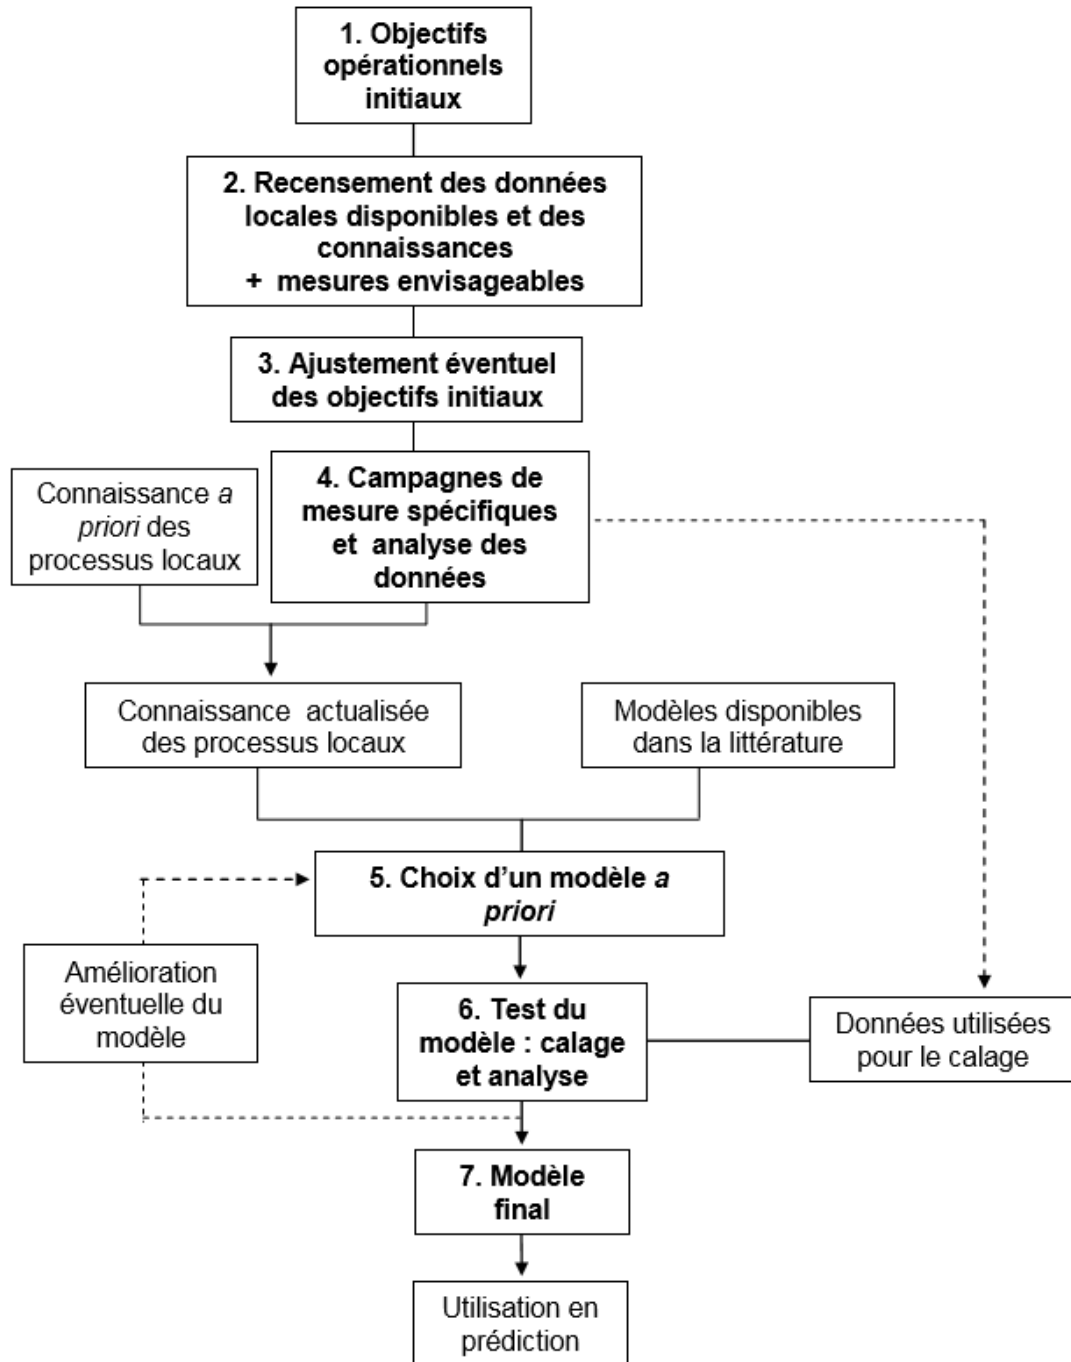 1. Objectifs
opérationnels
initiaux
2. Recensement des données
locales disponibles et des
connaissances
+ mesures envisageables
3. Ajustement éventuel
des objectifs initiaux
Connaissance a
priori des
processus locaux
4. Campagnes de
mesure spécifiques
et analyse des
données
Connaissance actualisée
des processus locaux
Modèles disponibles
dans la littérature
5. Choix d’un modèle a
priori
Amélioration
éventuelle du
modèle
6. Test du
modèle : calage
et analyse
Données utilisées
pour le calage
7. Modèle
final
Utilisation en
prédiction